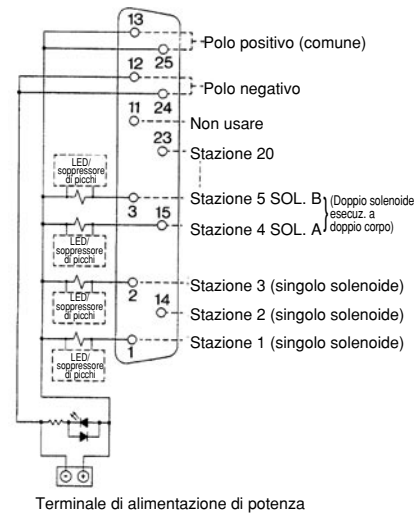 13
Polo positivo (comune)
25
12
Polo negativo
24
11
Non usare
23
Stazione 20
LED/
soppressore
di picchi
Stazione 5 SOL. B
3
15
Stazione 4 SOL. A
(Doppio solenoide
esecuz. a
doppio corpo)
LED/
soppressore
di picchi
Stazione 3 (singolo solenoide)
2
14
LED/
soppressore
di picchi
Stazione 2 (singolo solenoide)
Stazione 1 (singolo solenoide)
1
LED/
soppressore
di picchi
Terminale di alimentazione di potenza